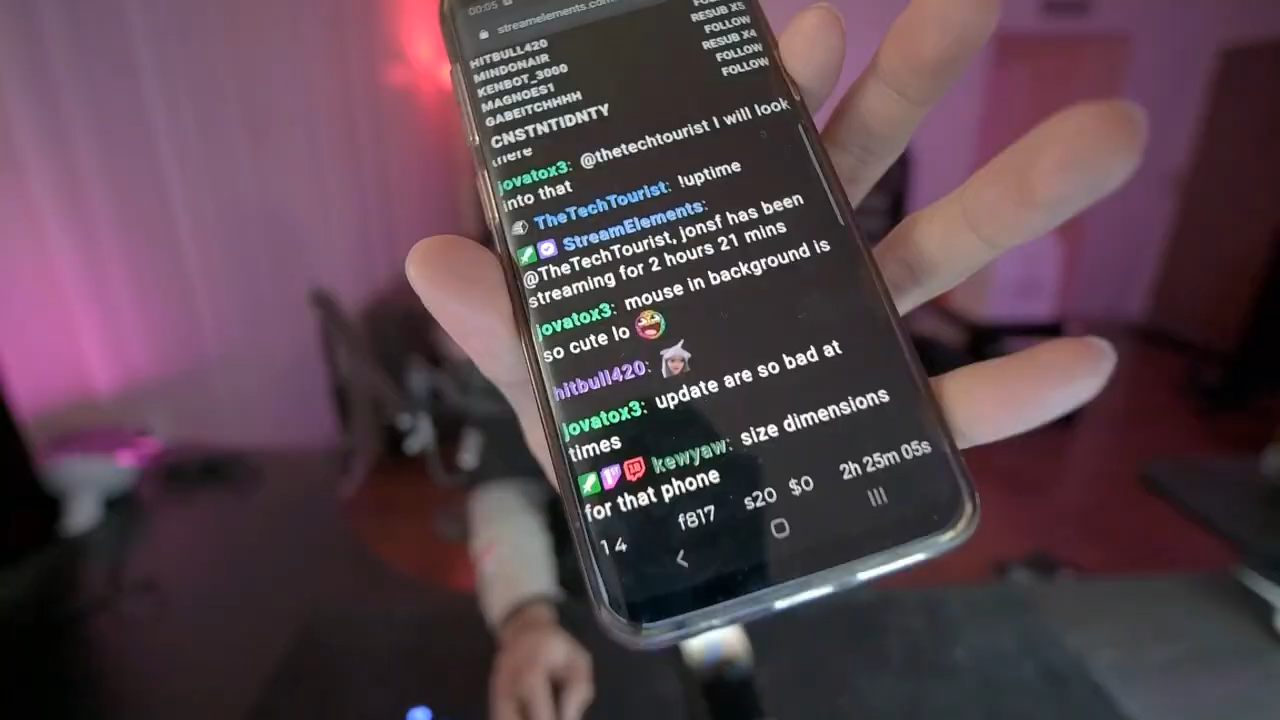 00:05
streamelements.com
HITBULL420
MINDONAIR RESUB X5
KENBOT_3000 FOLLOW
MAGNOES1 RESUB X4
GABEITCHHHH FOLLOW
CNSTNTIDNTY FOLLOW
there
jovatox3: @thetechtourist I will look
into that
TheTechTourist: !uptime
StreamElements:
@TheTechTourist, jonsf has been
streaming for 2 hours 21 mins
jovatox3: mouse in background is
so cute lo
hitbull420:
jovatox3: update are so bad at
times
kewyaw: size dimensions
for that phone
14 f817 s20 $0 2h 25m 05s